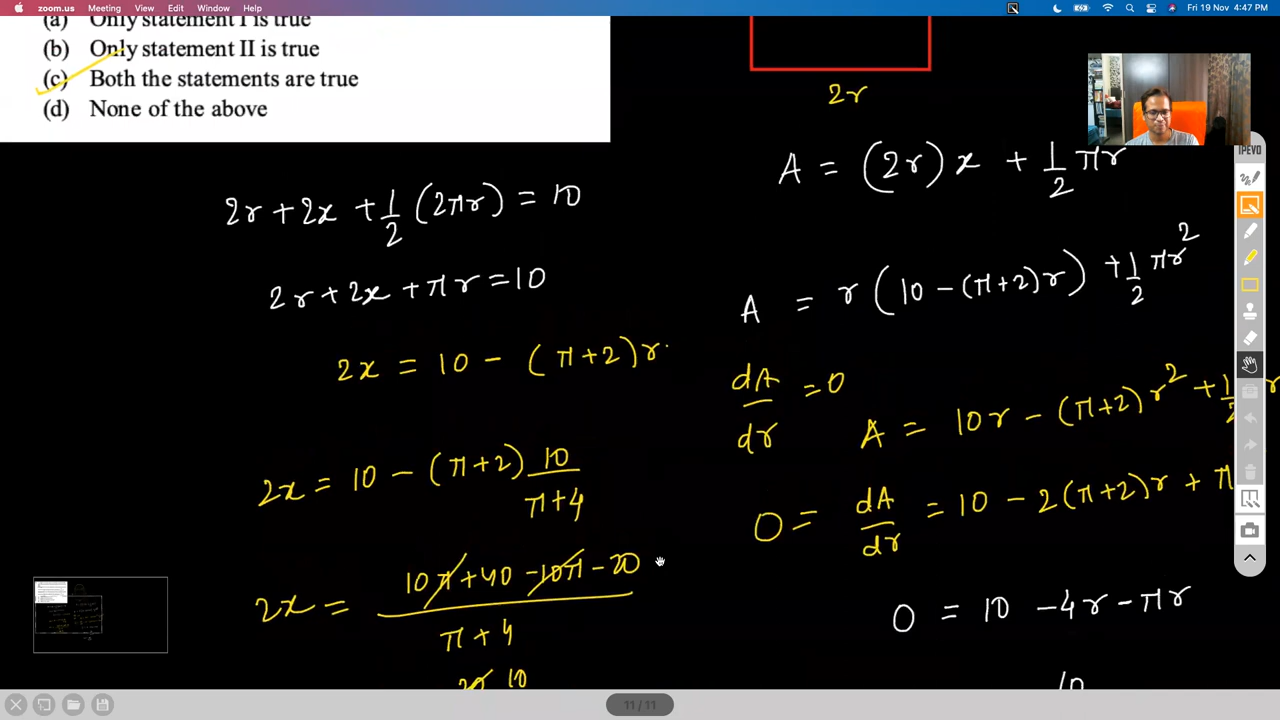 zoom.us Meeting View Edit Window Help Fri 19 Nov 4:47 PM
(a) Only statement I is true
(b) Only statement II is true
(c) Both the statements are true
(d) None of the above
2r
A = (2r) x + 1/2 πr
2r + 2x + 1/2 (2πr) = 10
A = r (10 - (π+2) r) + 1/2 πr²
2r + 2x + πr = 10
2x = 10 - (π+2) r
dA/dr = 0
A = 10r - (π+2) r² + 1/2
2x = 10 - (π+2) 10/π+4
0 = dA/dr = 10 - 2(π+2)r + π
2x = 10π + 40 - 10π - 20 / π+4
0 = 10 - 4r - πr
20 10
10
IPEVO
11 / 11